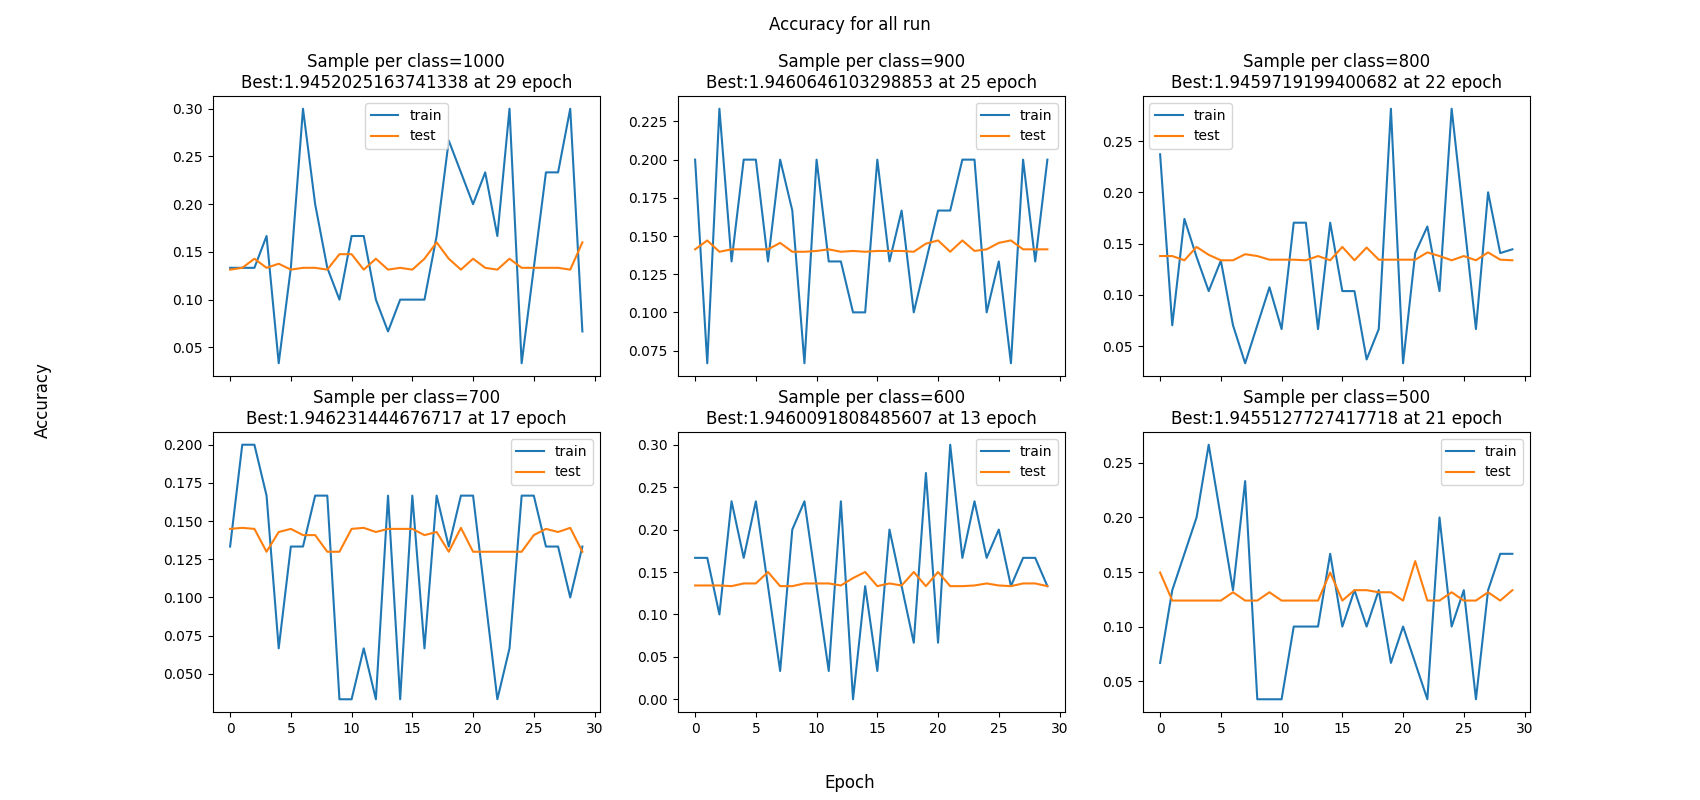 Accuracy for all run
Sample per class=1000
Best:1.9452025163741338 at 29 epoch
0.30
0.25
0.20
0.15
0.10
0.05
train
test
Sample per class=900
Best:1.9460646103298853 at 25 epoch
0.225
0.200
0.175
0.150
0.125
0.100
0.075
train
test
Sample per class=800
Best:1.9459719199400682 at 22 epoch
0.25
0.20
0.15
0.10
0.05
train
test
Accuracy
Sample per class=700
Best:1.946231444676717 at 17 epoch
0.200
0.175
0.150
0.125
0.100
0.075
0.050
train
test
0 5 10 15 20 25 30
Sample per class=600
Best:1.9460091808485607 at 13 epoch
0.30
0.25
0.20
0.15
0.10
0.05
0.00
train
test
0 5 10 15 20 25 30
Sample per class=500
Best:1.9455127727417718 at 21 epoch
0.25
0.20
0.15
0.10
0.05
train
test
0 5 10 15 20 25 30
Epoch